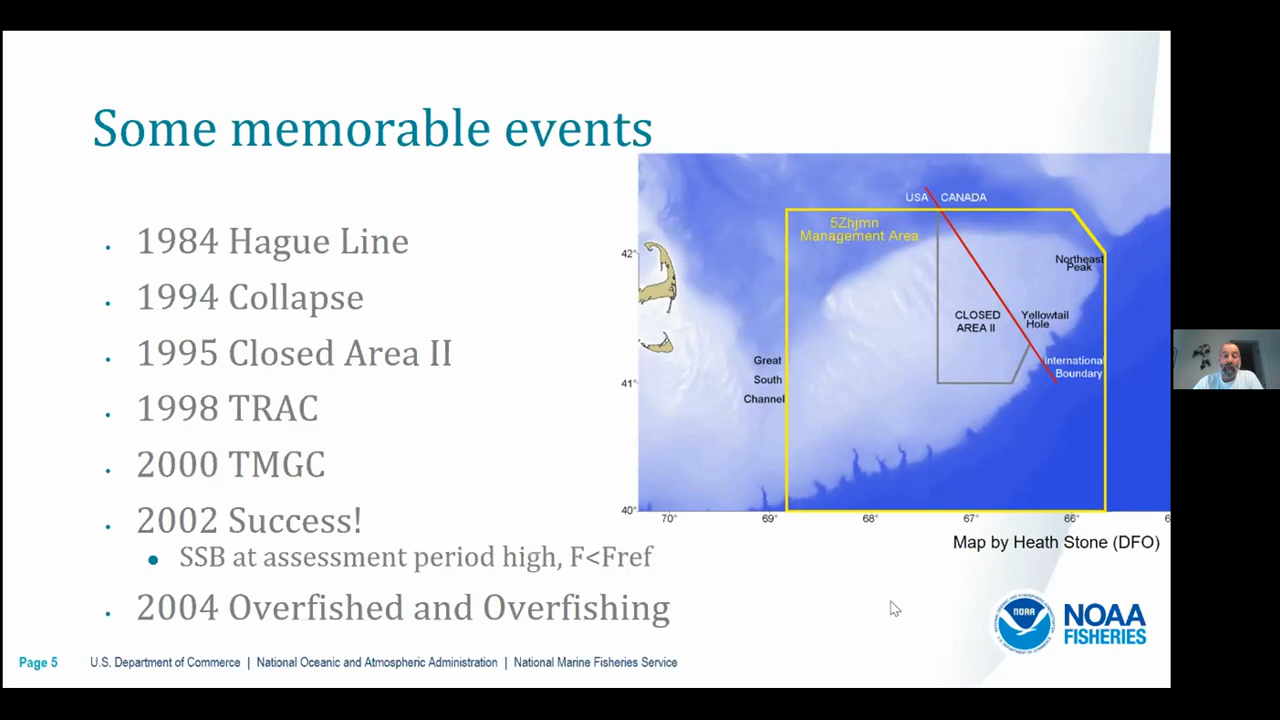 Some memorable events
1984 Hague Line
1994 Collapse
1995 Closed Area II
1998 TRAC
2000 TMGC
2002 Success!
SSB at assessment period high, F<Fref
2004 Overfished and Overfishing
USA CANADA
5Zhjmn
Management Area
Northeast
Peak
42°
CLOSED
AREA II
Yellowtail
Hole
Great
South
Channel
International
Boundary
41°
40°
70° 69° 68° 67° 66° 6
Map by Heath Stone (DFO)
NOAA
NOAA
FISHERIES
Page 5 U.S. Department of Commerce | National Oceanic and Atmospheric Administration | National Marine Fisheries Service